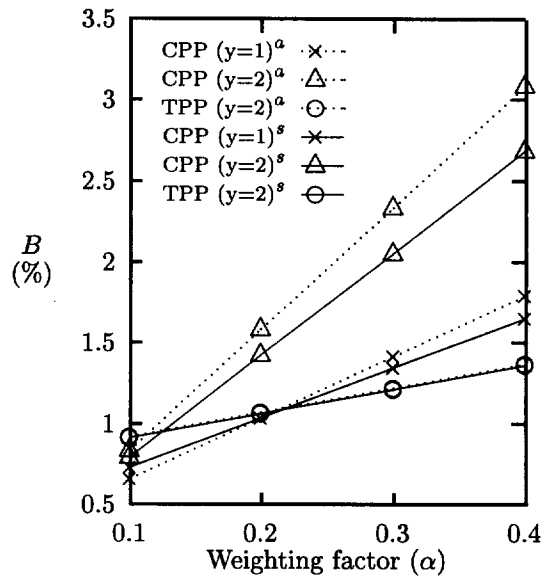 3.5
CPP (y=1)ᵃ
CPP (y=2)ᵃ
3
TPP (y=2)ᵃ
CPP (y=1)ˢ
CPP (y=2)ˢ
2.5
TPP (y=2)ˢ
B
2
(%)
1.5
1
0.5
0.1 0.2 0.3 0.4
Weighting factor (α)